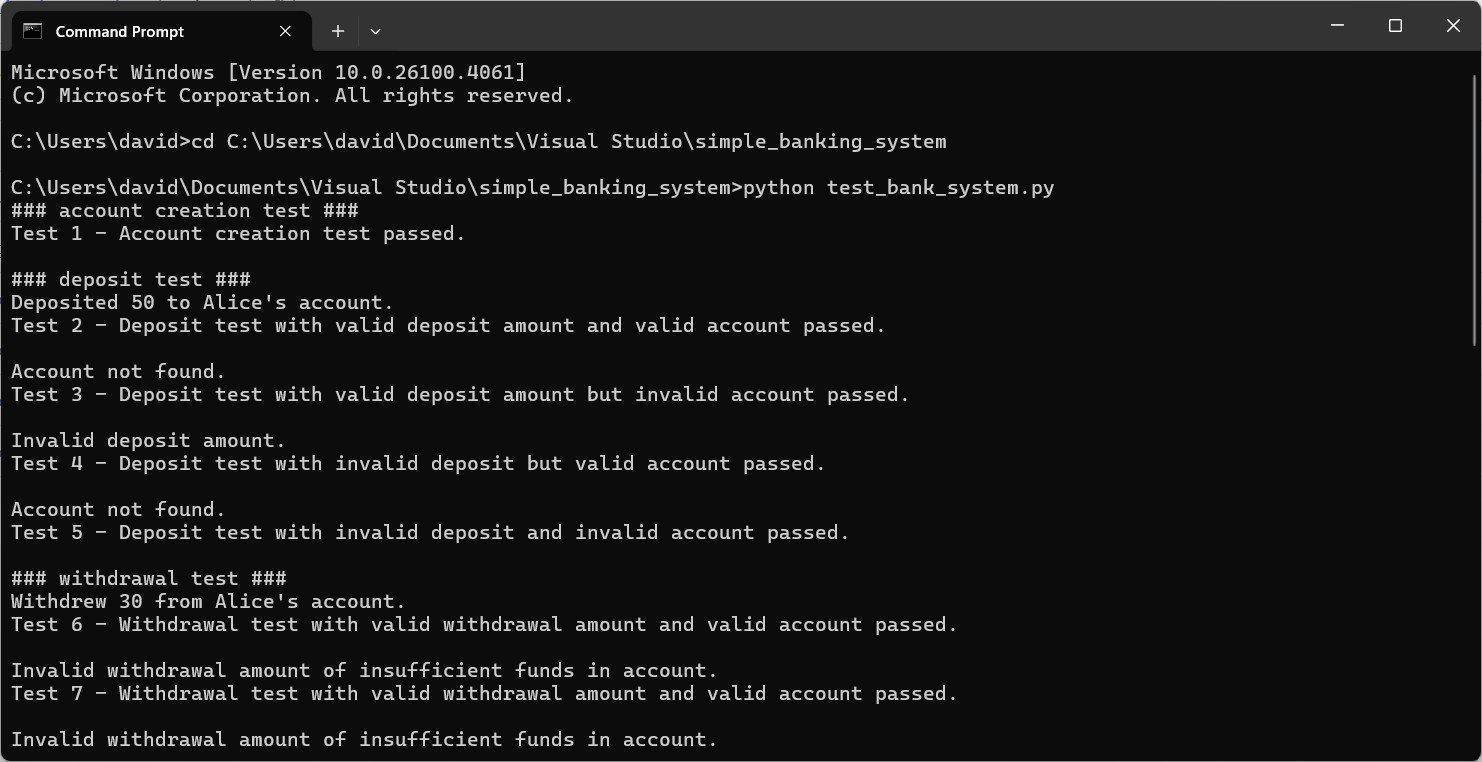 Command Prompt
Microsoft Windows [Version 10.0.26100.4061]
(c) Microsoft Corporation. All rights reserved.
C:\Users\david>cd C:\Users\david\Documents\Visual Studio\simple_banking_system
C:\Users\david\Documents\Visual Studio\simple_banking_system>python test_bank_system.py
### account creation test ###
Test 1 - Account creation test passed.
### deposit test ###
Deposited 50 to Alice's account.
Test 2 - Deposit test with valid deposit amount and valid account passed.
Account not found.
Test 3 - Deposit test with valid deposit amount but invalid account passed.
Invalid deposit amount.
Test 4 - Deposit test with invalid deposit but valid account passed.
Account not found.
Test 5 - Deposit test with invalid deposit and invalid account passed.
### withdrawal test ###
Withdrew 30 from Alice's account.
Test 6 - Withdrawal test with valid withdrawal amount and valid account passed.
Invalid withdrawal amount of insufficient funds in account.
Test 7 - Withdrawal test with valid withdrawal amount and valid account passed.
Invalid withdrawal amount of insufficient funds in account.